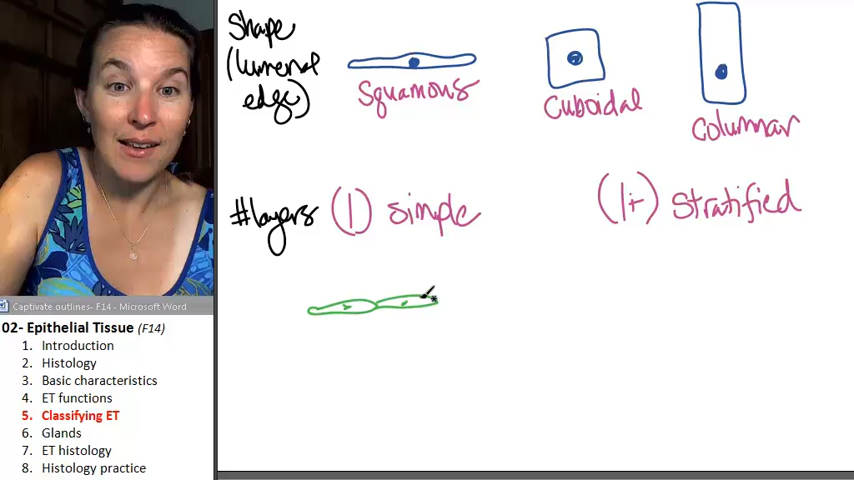 Shape
(lumenal
edge)
Squamous
Cuboidal
Columnar
#layers
(1) simple
(1+) stratified
Captivate outlines- F14 - Microsoft Word
02- Epithelial Tissue (F14)
1. Introduction
2. Histology
3. Basic characteristics
4. ET functions
5. Classifying ET
6. Glands
7. ET histology
8. Histology practice